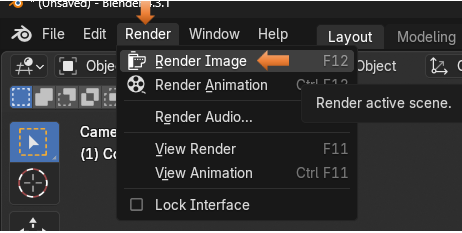 * (Unsaved) - Blender 4.3.1
File Edit Render Window Help Layout Modeling
Render Image F12
Render Animation Ctrl F12
Render active scene.
Render Audio...
View Render F11
View Animation Ctrl F11
Lock Interface
Obje
Object
Came
(1) Co